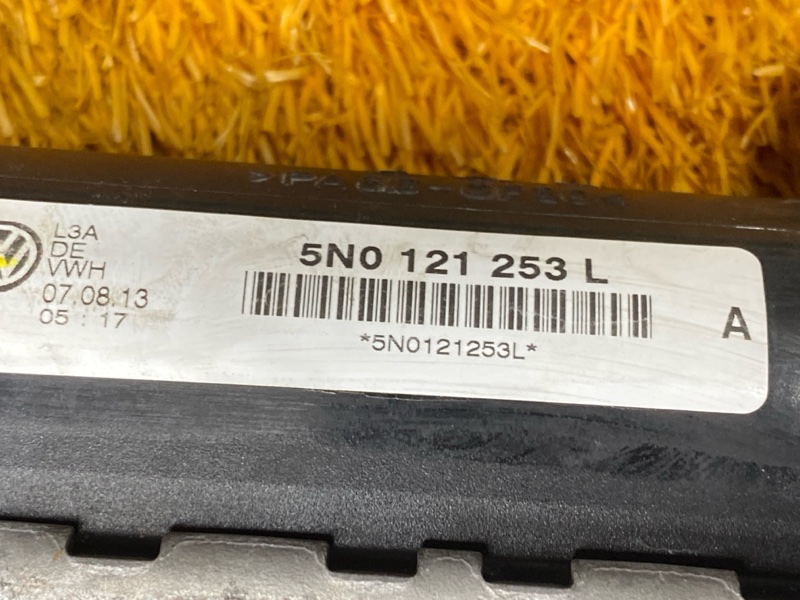 L3A
DE
VWH
07.08.13
05 : 17
5N0 121 253 L
*5N0121253L*
A